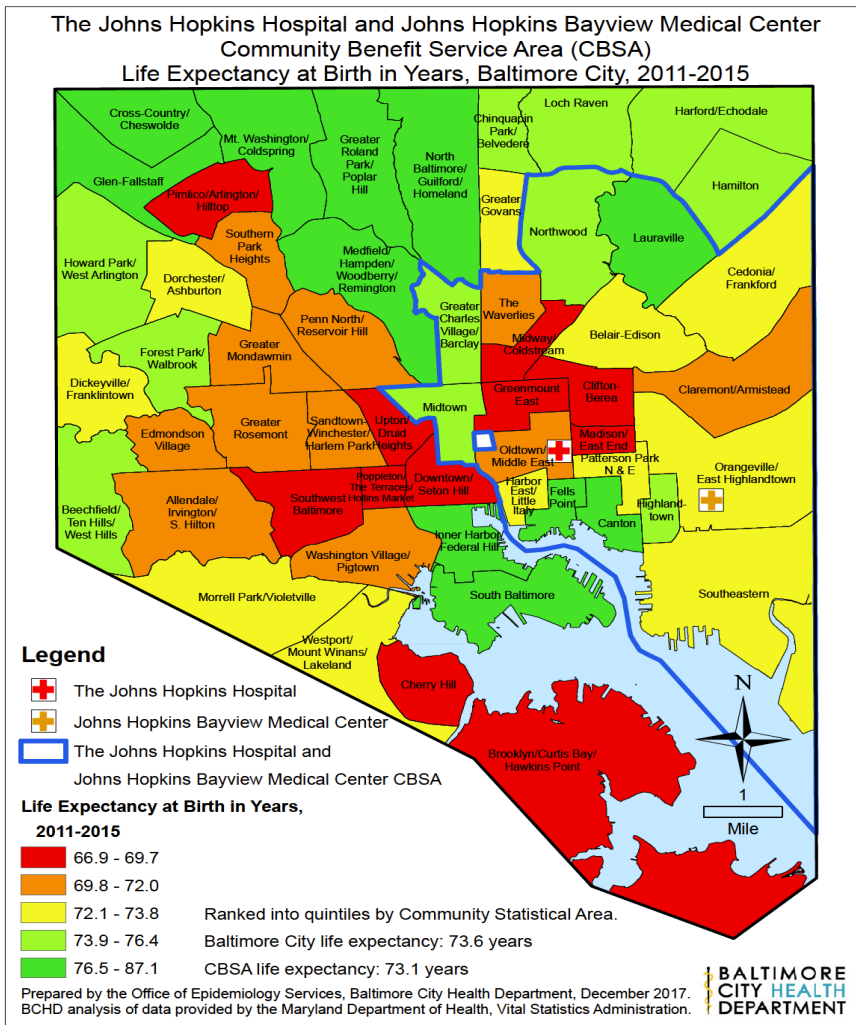 The Johns Hopkins Hospital and Johns Hopkins Bayview Medical Center
Community Benefit Service Area (CBSA)
Life Expectancy at Birth in Years, Baltimore City, 2011-2015
Cross-Country/
Cheswolde
Mt. Washington/
Coldspring
Greater
Roland
Park/
Poplar
Hill
North
Baltimore/
Guilford/
Homeland
Chinquapin
Park/
Belvedere
Loch Raven
Harford/Echodale
Glen-Fallstaff
Pimlico/Arlington/
Hilltop
Greater
Govans
Hamilton
Northwood
Lauraville
Howard Park/
West Arlington
Southern
Park
Heights
Dorchester/
Ashburton
Medfield/
Hampden/
Woodberry/
Remington
Cedonia/
Frankford
Greater
Charles
Village/
Barclay
The
Waverlies
Penn North/
Reservoir Hill
Midway/
Coldstream
Belair-Edison
Greater
Mondawmin
Forest Park/
Walbrook
Dickeyville/
Franklintown
Greenmount
East
Clifton-
Berea
Claremont/Armistead
Midtown
Edmondson
Village
Greater
Rosemont
Sandtown-
Winchester/
Harlem Park
Upton/
Druid
Heights
Madison/
East End
Oldtown/
Middle East
Patterson Park
N & E
Orangeville/
East Highlandtown
Beechfield/
Ten Hills/
West Hills
Allendale/
Irvington/
S. Hilton
Southwest
Baltimore
Poppleton/
The Terraces/
Hollins Market
Downtown/
Seton Hill
Harbor
East/
Little
Italy
Fells
Point
Canton
Highland-
town
Inner Harbor/
Federal Hill
Washington Village/
Pigtown
South Baltimore
Southeastern
Morrell Park/Violetville
Westport/
Mount Winans/
Lakeland
Cherry Hill
Brooklyn/Curtis Bay/
Hawkins Point
N
1
Mile
Legend
The Johns Hopkins Hospital
Johns Hopkins Bayview Medical Center
The Johns Hopkins Hospital and
Johns Hopkins Bayview Medical Center CBSA
Life Expectancy at Birth in Years,
2011-2015
66.9 - 69.7
69.8 - 72.0
72.1 - 73.8 Ranked into quintiles by Community Statistical Area.
73.9 - 76.4 Baltimore City life expectancy: 73.6 years
76.5 - 87.1 CBSA life expectancy: 73.1 years
Prepared by the Office of Epidemiology Services, Baltimore City Health Department, December 2017.
BCHD analysis of data provided by the Maryland Department of Health, Vital Statistics Administration.
BALTIMORE
CITY HEALTH
DEPARTMENT